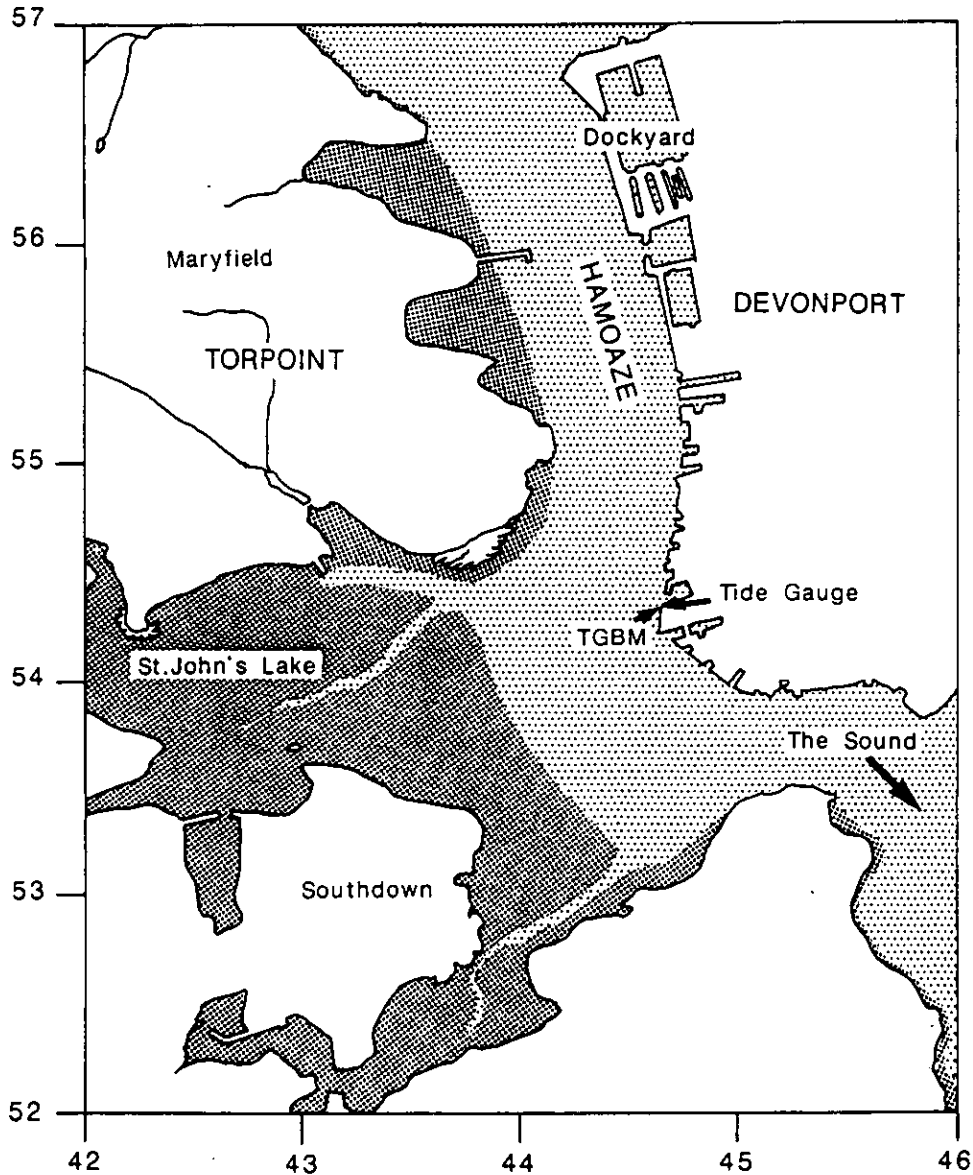 57
Dockyard
56
Maryfield
HAMOAZE
DEVONPORT
TORPOINT
55
Tide Gauge
TGBM
St.John's Lake
54
The Sound
53
Southdown
52
42
43
44
45
46